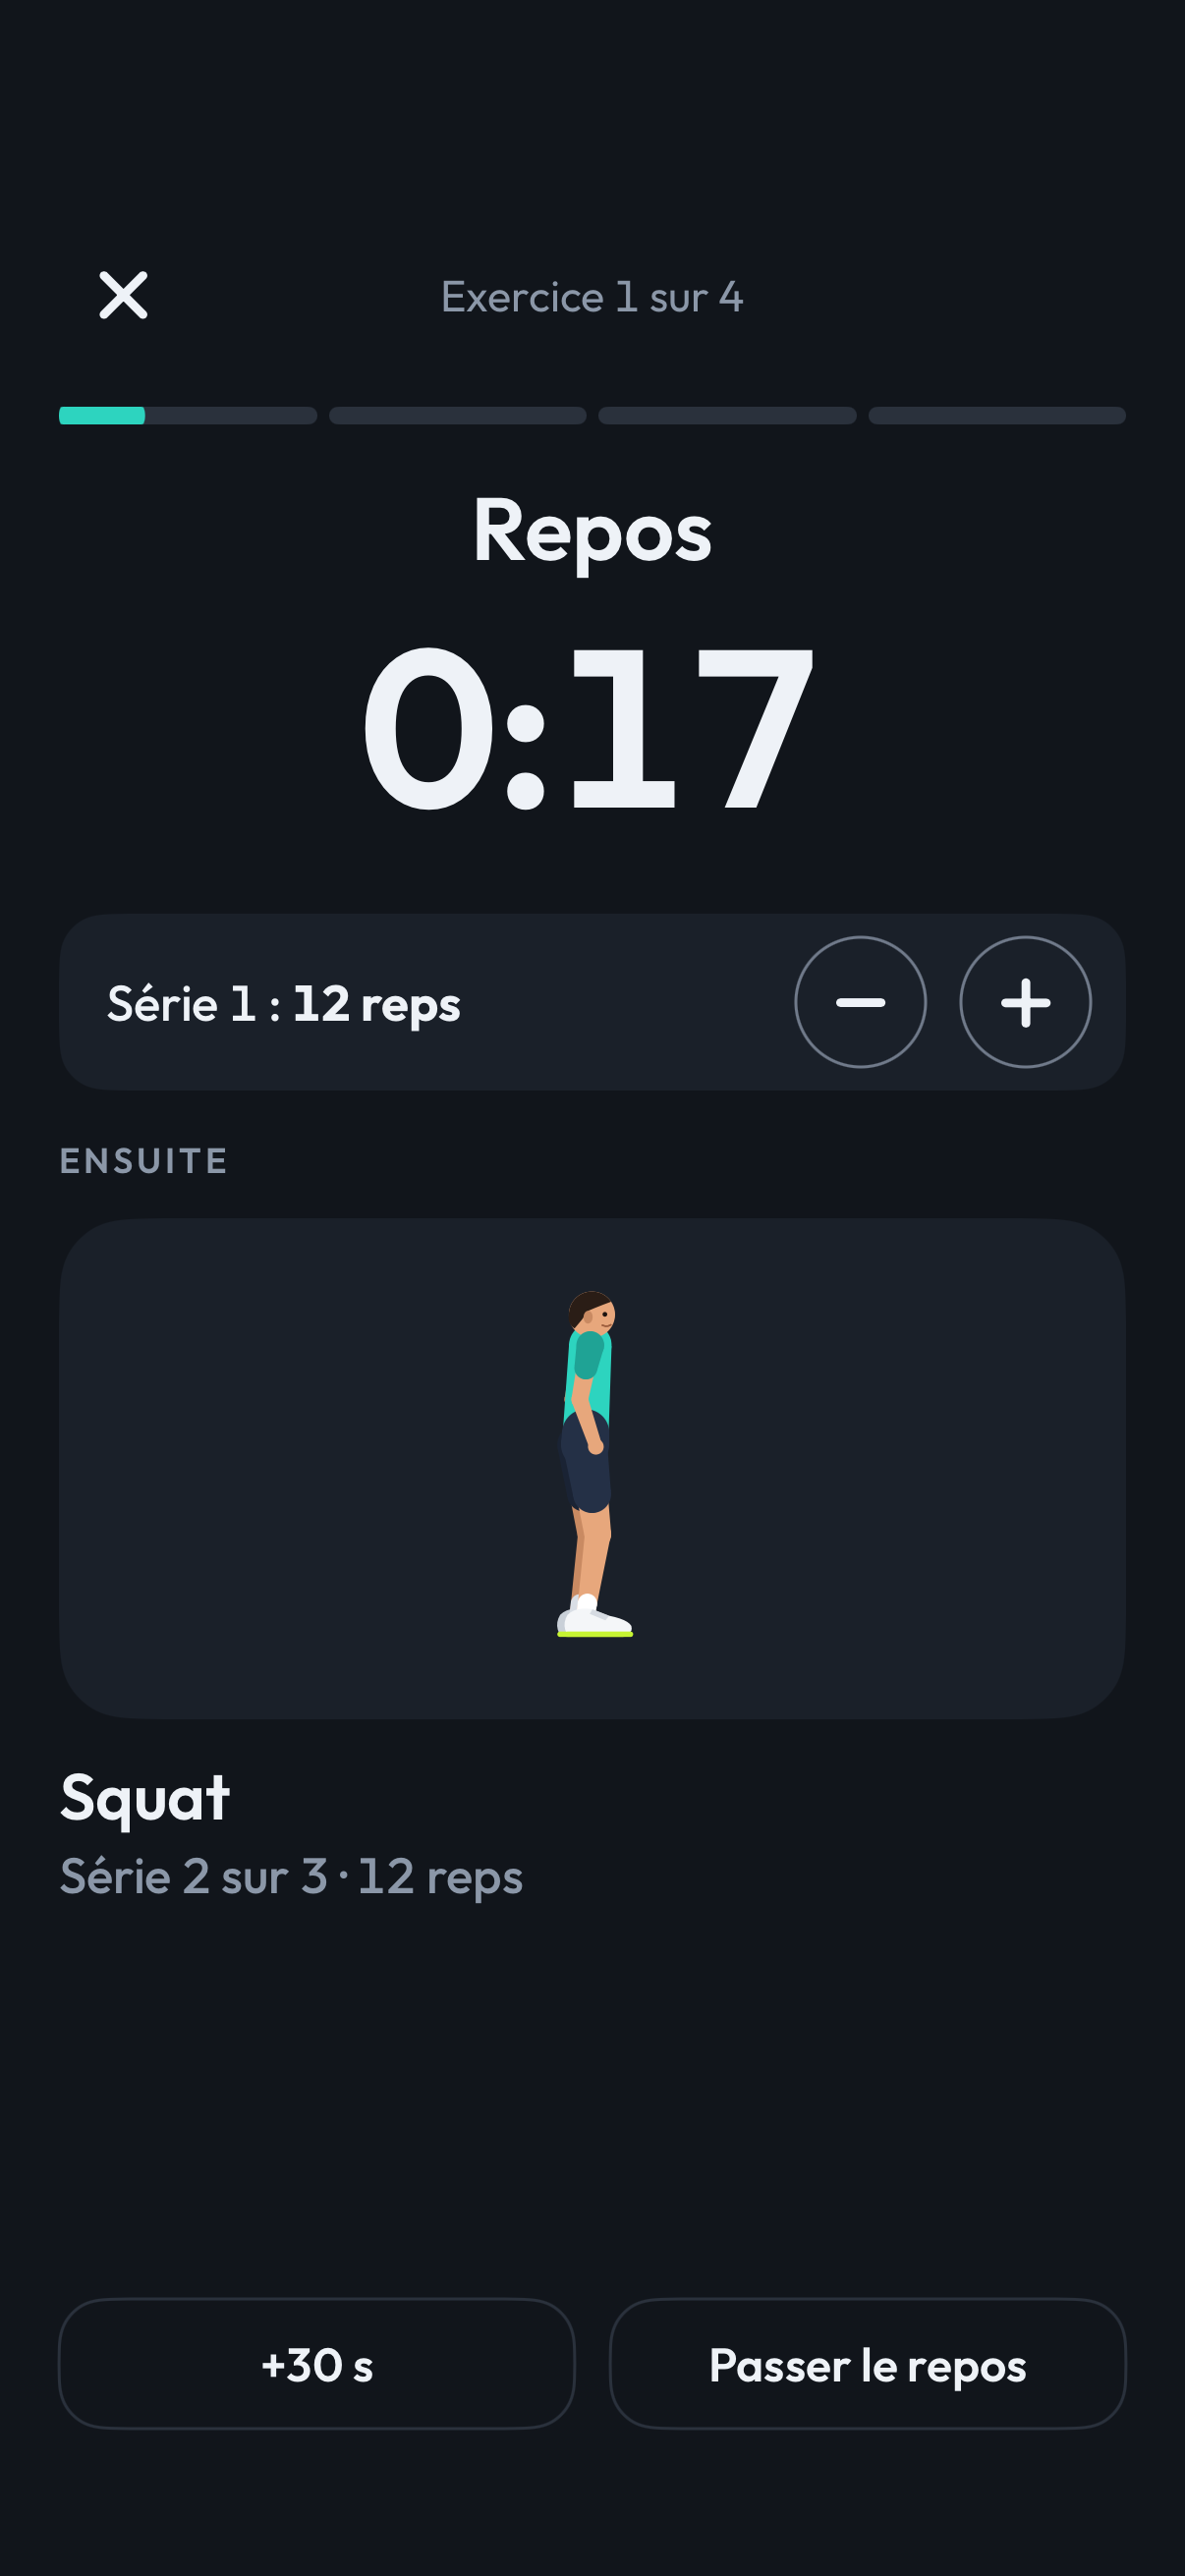 Exercice 1 sur 4
Repos
0:17
Série 1 : 12 reps
ENSUITE
Squat
Série 2 sur 3 · 12 reps
+30 s
Passer le repos